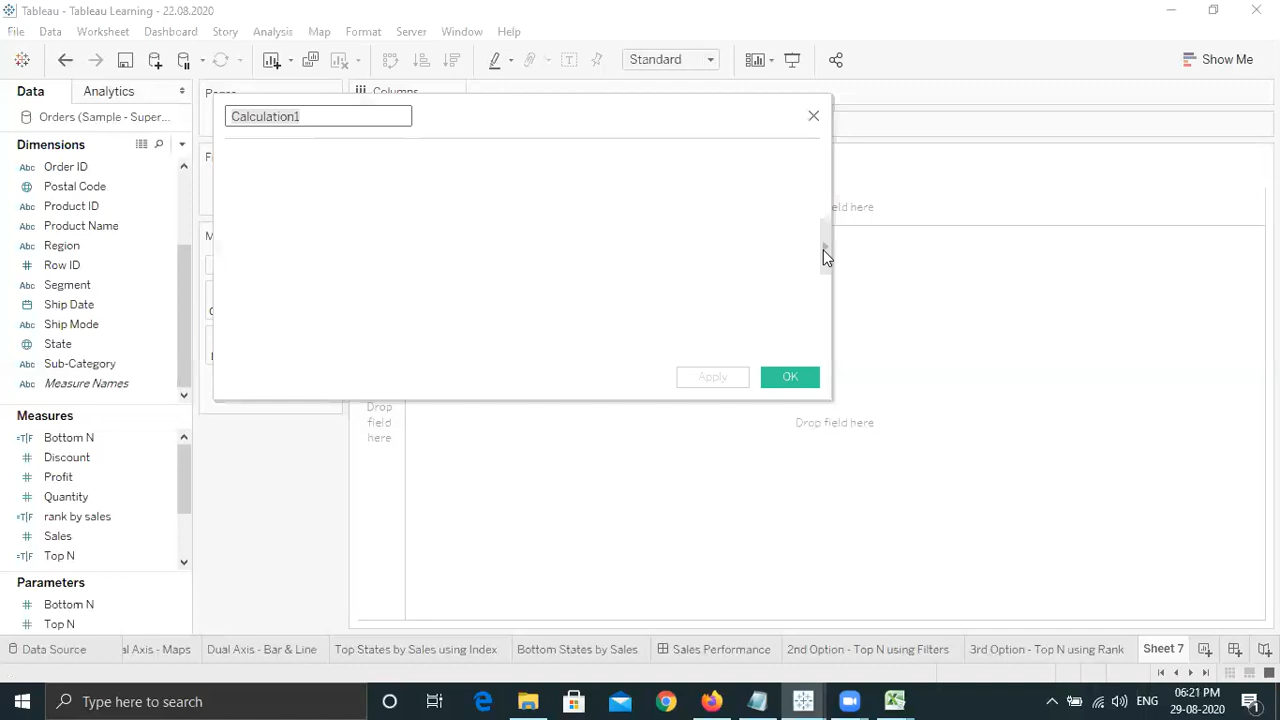 Tableau - Tableau Learning - 22.08.2020
File Data Worksheet Dashboard Story Analysis Map Format Server Window Help
Standard
Show Me
Data Analytics
Pages
Columns
Orders (Sample - Super...
Calculation1
Dimensions
Order ID
Postal Code
Product ID
Product Name
Region
Row ID
Segment
Ship Date
Ship Mode
State
Sub-Category
Measure Names
Apply OK
Drop
field
here
Drop field here
Measures
Bottom N
Discount
Profit
Quantity
rank by sales
Sales
Top N
Parameters
Bottom N
Top N
Data Source al Axis - Maps Dual Axis - Bar & Line Top States by Sales using Index Bottom States by Sales Sales Performance 2nd Option - Top N using Filters 3rd Option - Top N using Rank Sheet 7
Type here to search
ENG
06:21 PM
29-08-2020
1